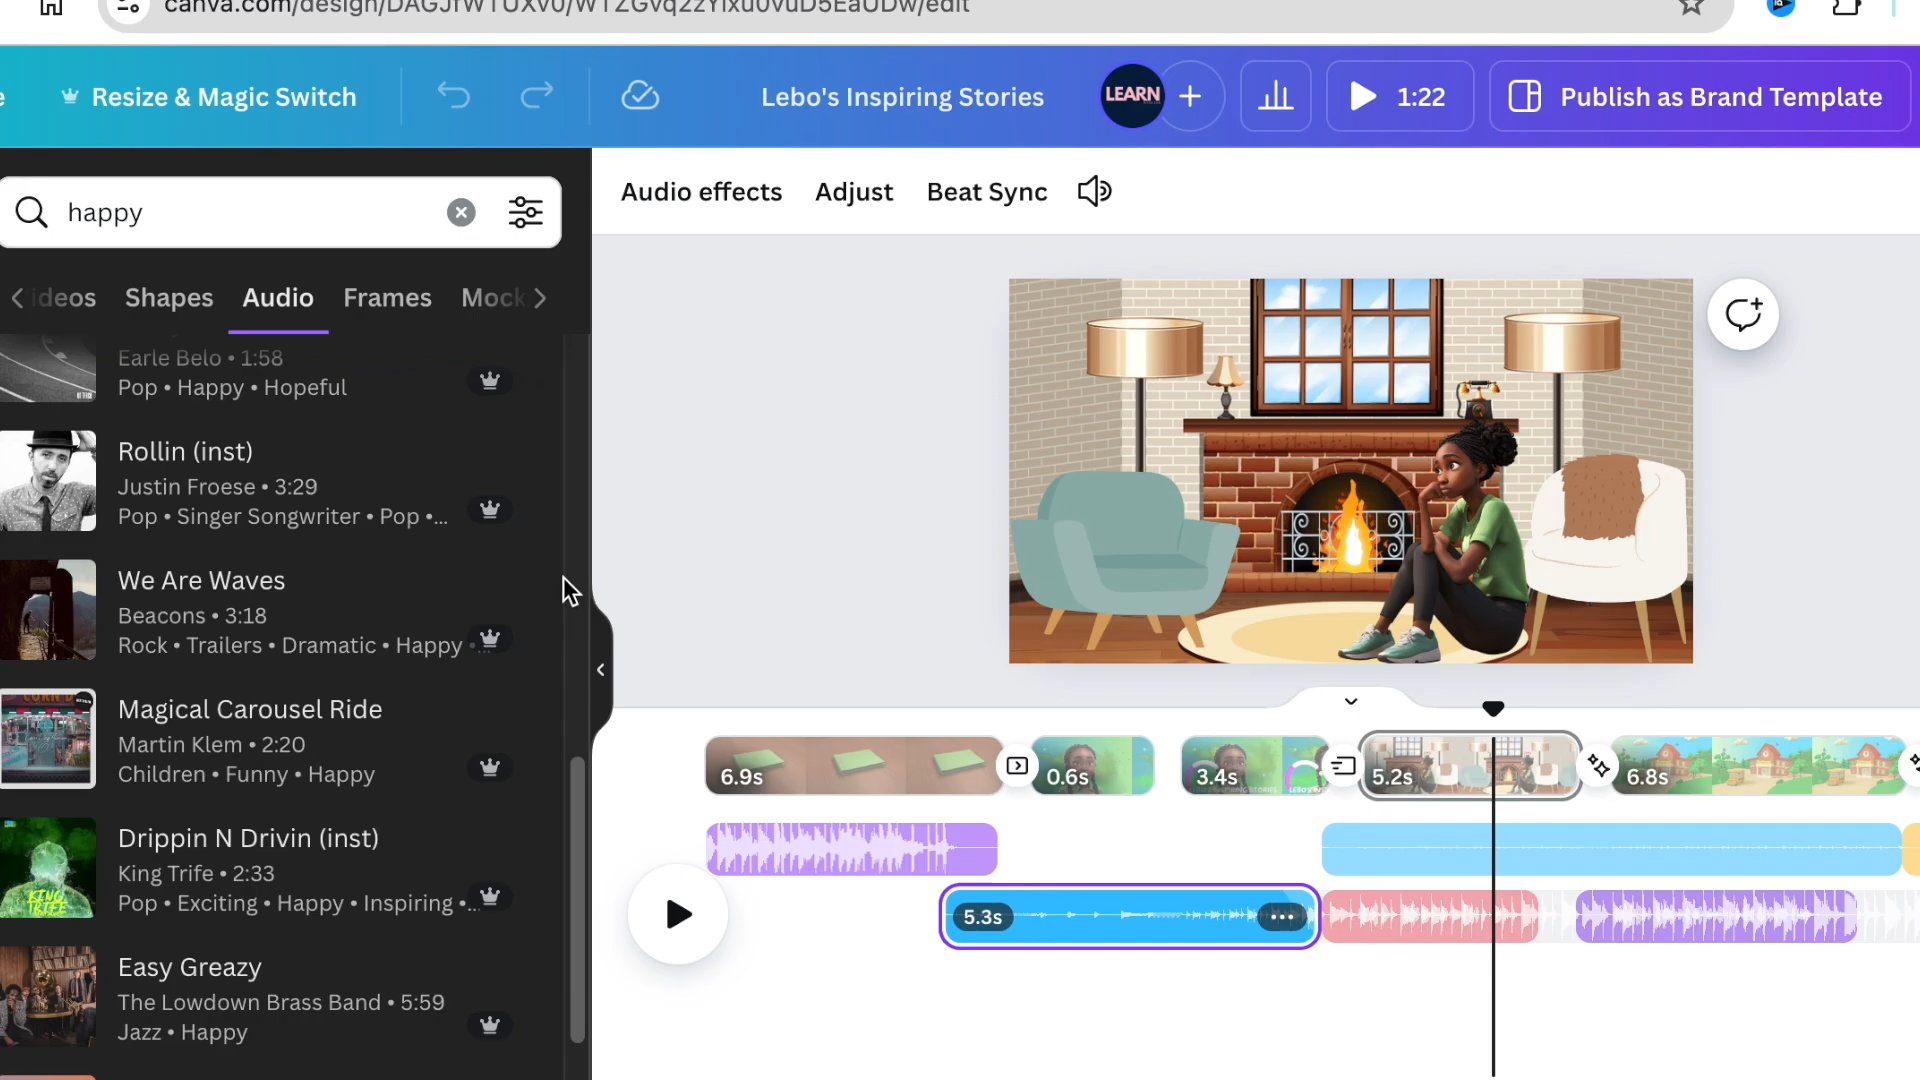 Resize & Magic Switch
Lebo's Inspiring Stories
LEARN
1:22
Publish as Brand Template
happy
Audio effects
Adjust
Beat Sync
ideos
Shapes
Audio
Frames
Mock
Earle Belo • 1:58
Pop • Happy • Hopeful
Rollin (inst)
Justin Froese • 3:29
Pop • Singer Songwriter • Pop •...
We Are Waves
Beacons • 3:18
Rock • Trailers • Dramatic • Happy •...
Magical Carousel Ride
Martin Klem • 2:20
Children • Funny • Happy
Drippin N Drivin (inst)
King Trife • 2:33
Pop • Exciting • Happy • Inspiring •...
Easy Greazy
The Lowdown Brass Band • 5:59
Jazz • Happy
6.9s
0.6s
3.4s
5.2s
6.8s
5.3s